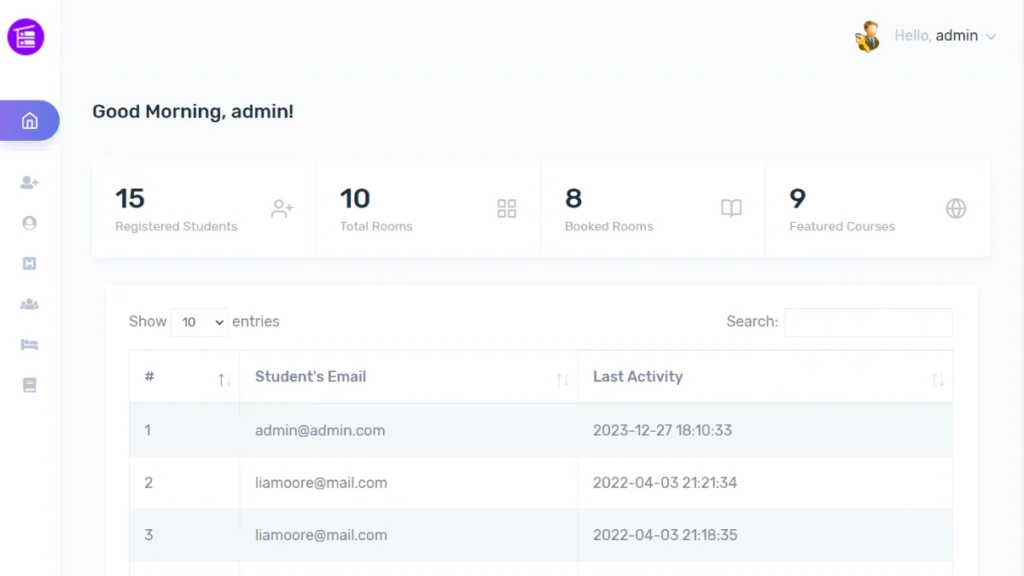 Hello, admin
Good Morning, admin!
15 10 8 9
Registered Students Total Rooms Booked Rooms Featured Courses
Show 10 entries Search:
# Student's Email Last Activity
1 admin@admin.com 2023-12-27 18:10:33
2 liamoore@mail.com 2022-04-03 21:21:34
3 liamoore@mail.com 2022-04-03 21:18:35